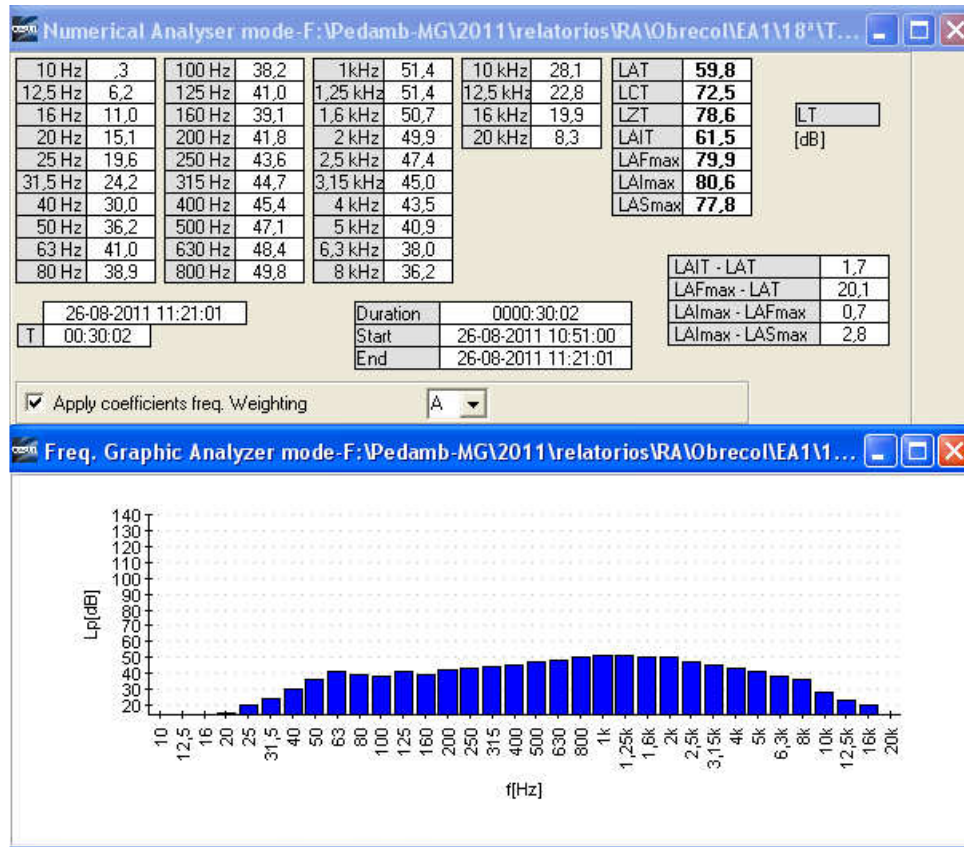 Numerical Analyser mode-F:\Pedamb-MG\2011\relatorios\RA\Obrecol\EA1\18ª\T...
10 Hz ,3 100 Hz 38,2 1kHz 51,4 10 kHz 28,1 LAT 59,8
12,5 Hz 6,2 125 Hz 41,0 1,25 kHz 51,4 12,5 kHz 22,8 LCT 72,5
16 Hz 11,0 160 Hz 39,1 1,6 kHz 50,7 16 kHz 19,9 LZT 78,6 LT
20 Hz 15,1 200 Hz 41,8 2 kHz 49,9 20 kHz 8,3 LAIT 61,5 [dB]
25 Hz 19,6 250 Hz 43,6 2,5 kHz 47,4 LAFmax 79,9
31,5 Hz 24,2 315 Hz 44,7 3,15 kHz 45,0 LAImax 80,6
40 Hz 30,0 400 Hz 45,4 4 kHz 43,5 LASmax 77,8
50 Hz 36,2 500 Hz 47,1 5 kHz 40,9
63 Hz 41,0 630 Hz 48,4 6,3 kHz 38,0
80 Hz 38,9 800 Hz 49,8 8 kHz 36,2
LAIT - LAT 1,7
LAFmax - LAT 20,1
LAImax - LAFmax 0,7
LAImax - LASmax 2,8
26-08-2011 11:21:01
T 00:30:02
Duration 0000:30:02
Start 26-08-2011 10:51:00
End 26-08-2011 11:21:01
Apply coefficients freq. Weighting A
Freq. Graphic Analyzer mode-F:\Pedamb-MG\2011\relatorios\RA\Obrecol\EA1\1...
Lp[dB]
140
130
120
110
100
90
80
70
60
50
40
30
20
10 12,5 16 20 25 31,5 40 50 63 80 100 125 160 200 250 315 400 500 630 800 1k 1,25k 1,6k 2k 2,5k 3,15k 4k 5k 6,3k 8k 10k 12,5k 16k 20k
f[Hz]